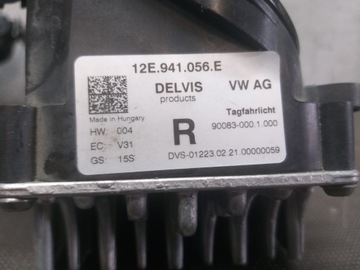 12E.941.056.E
DELVIS VW AG
products
Tagfahrlicht
Made in Hungary
HW: 004
R
90083-000.1.000
EC: V31
GS: 15S
DVS-01223.02 21.00000059